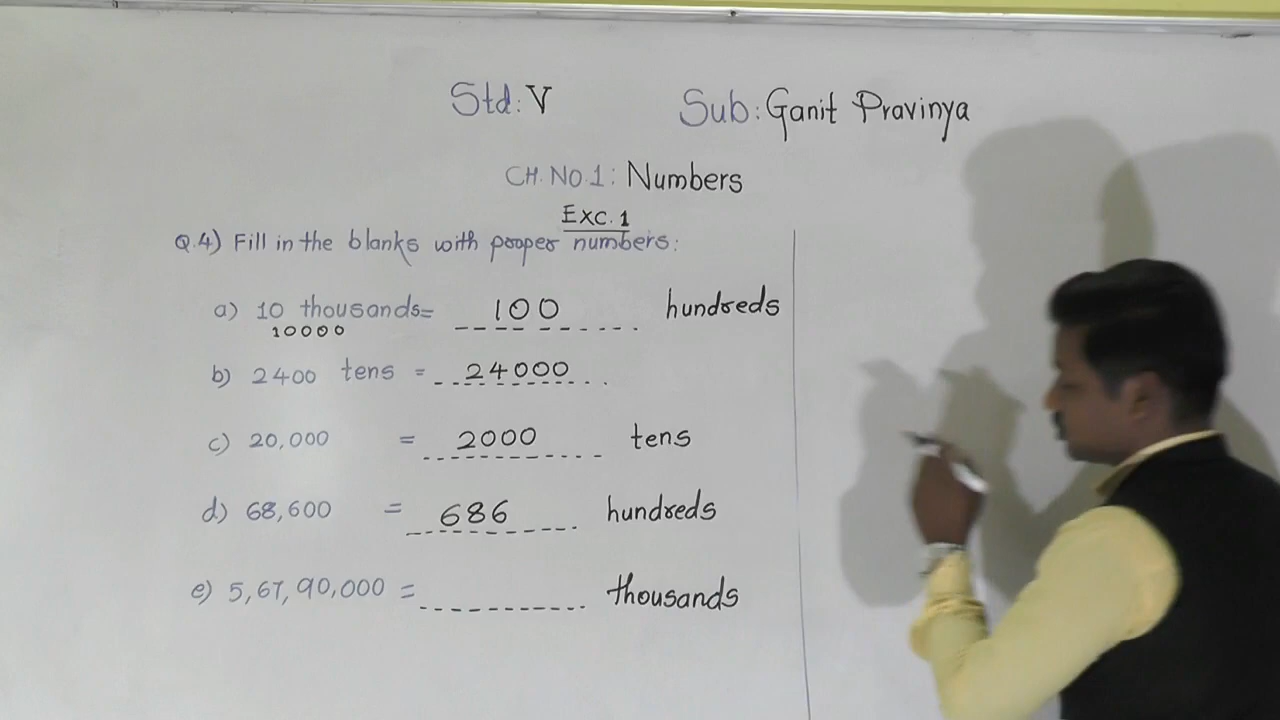 Std: V Sub: Ganit Pravinya
CH. NO. 1: Numbers
Exc. 1
Q.4) Fill in the blanks with proper numbers:
a) 10 thousands = 100 hundreds
10000
b) 2400 tens = 24000
c) 20,000 = 2000 tens
d) 68,600 = 686 hundreds
e) 5,67,90,000 = ----------- thousands